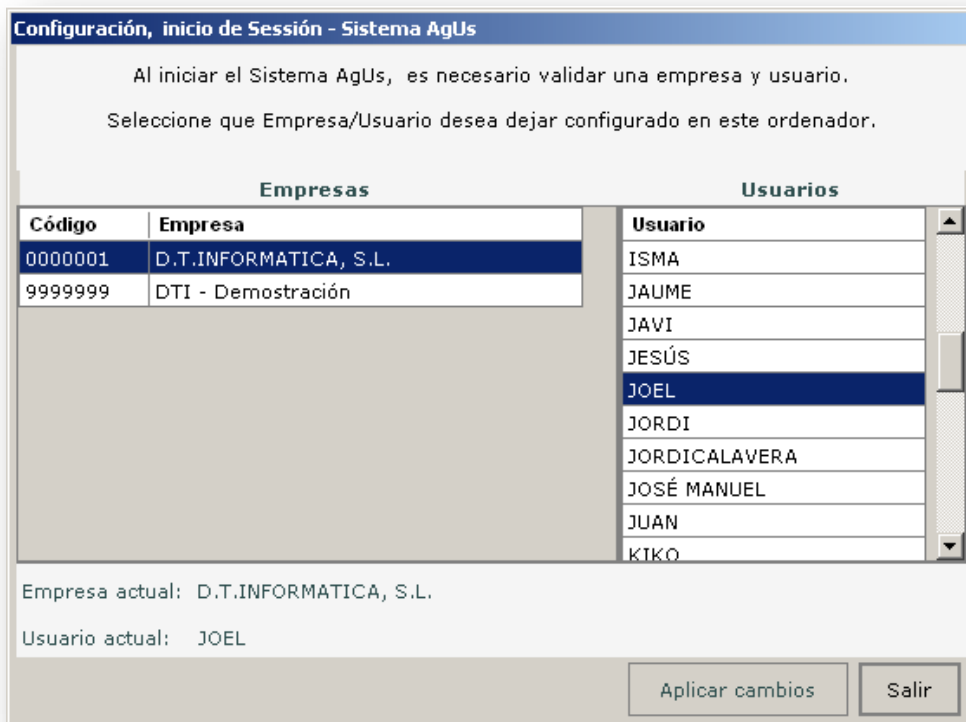 Configuración, inicio de Sesión - Sistema AgUs
Al iniciar el Sistema AgUs, es necesario validar una empresa y usuario.
Seleccione que Empresa/Usuario desea dejar configurado en este ordenador.
Empresas
Código Empresa
0000001 D.T.INFORMATICA, S.L.
9999999 DTI - Demostración
Usuarios
Usuario
ISMA
JAUME
JAVI
JESÚS
JOEL
JORDI
JORDICALAVERA
JOSÉ MANUEL
JUAN
KIKO
Empresa actual: D.T.INFORMATICA, S.L.
Usuario actual: JOEL
Aplicar cambios Salir